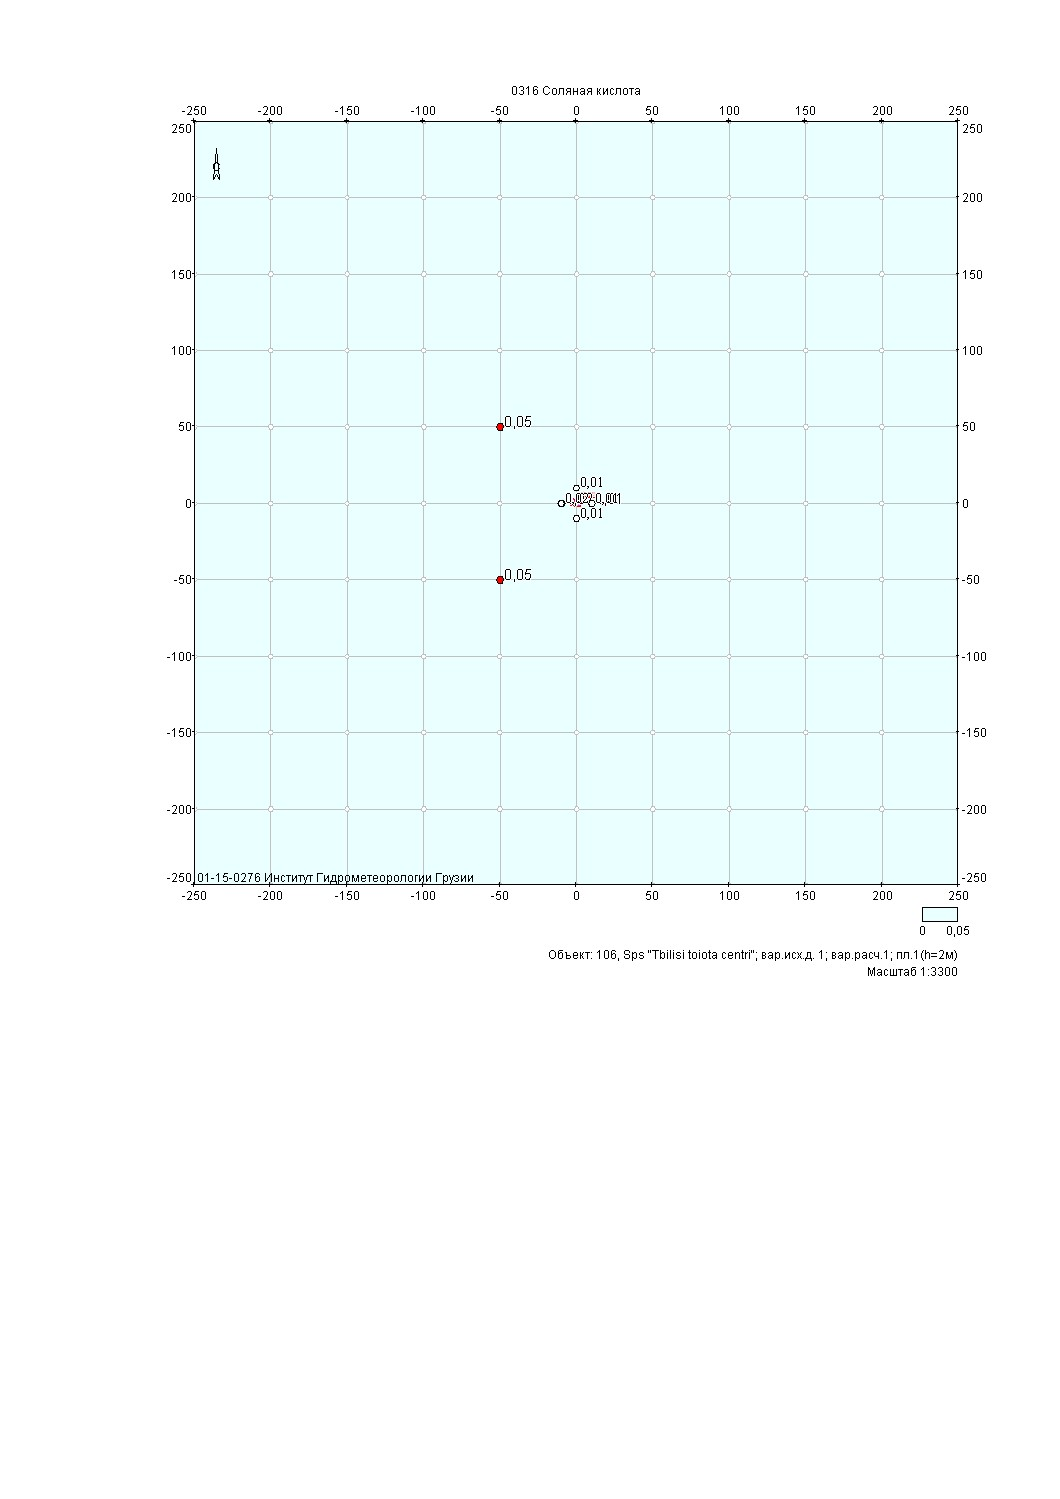 0316 Соляная кислота
-250 -200 -150 -100 -50 0 50 100 150 200 250
250 250
С
200 200
150 150
100 100
50 0,05 50
0,01
0 0
0,01
-50 0,05 -50
-100 -100
-150 -150
-200 -200
-250 01-15-0276 Институт Гидрометеорологии Грузии -250
-250 -200 -150 -100 -50 0 50 100 150 200 250
0 0,05
Объект: 106, Sps "Tbilisi toiota centri"; вар.исх.д. 1; вар.расч.1; пл.1(h=2м)
Масштаб 1:3300